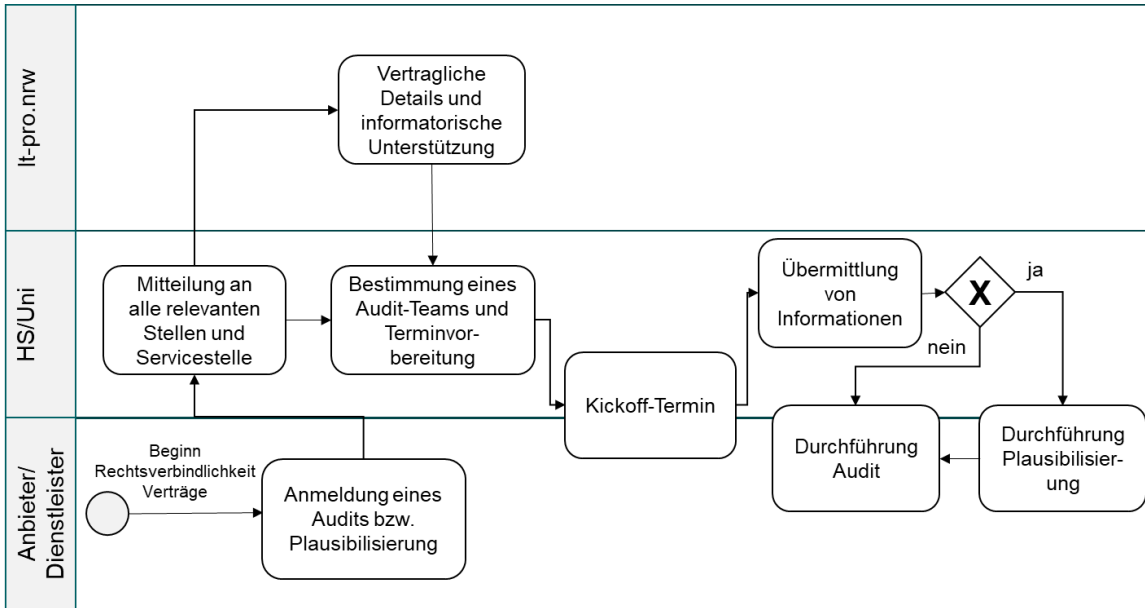 It-pro.nrw
Vertragliche
Details und
informatorische
Unterstützung
HS/Uni
Mitteilung an
alle relevanten
Stellen und
Servicestelle
Bestimmung eines
Audit-Teams und
Terminvor-
bereitung
Kickoff-Termin
Übermittlung
von
Informationen
X
ja
nein
Anbieter/
Dienstleister
Beginn
Rechtsverbindlichkeit
Verträge
Anmeldung eines
Audits bzw.
Plausibilisierung
Durchführung
Audit
Durchführung
Plausibilisier-
ung